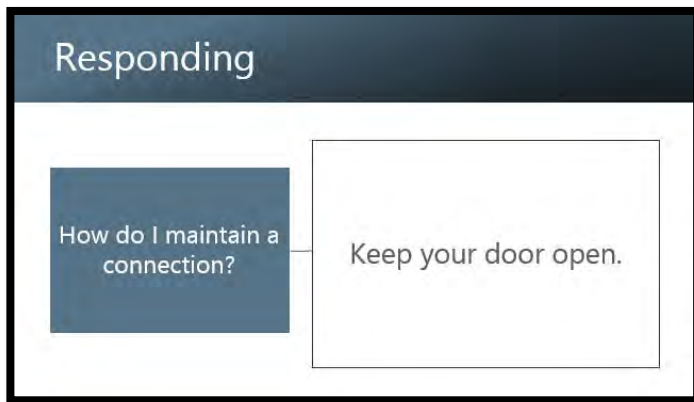 Responding
How do I maintain a
connection?
Keep your door open.